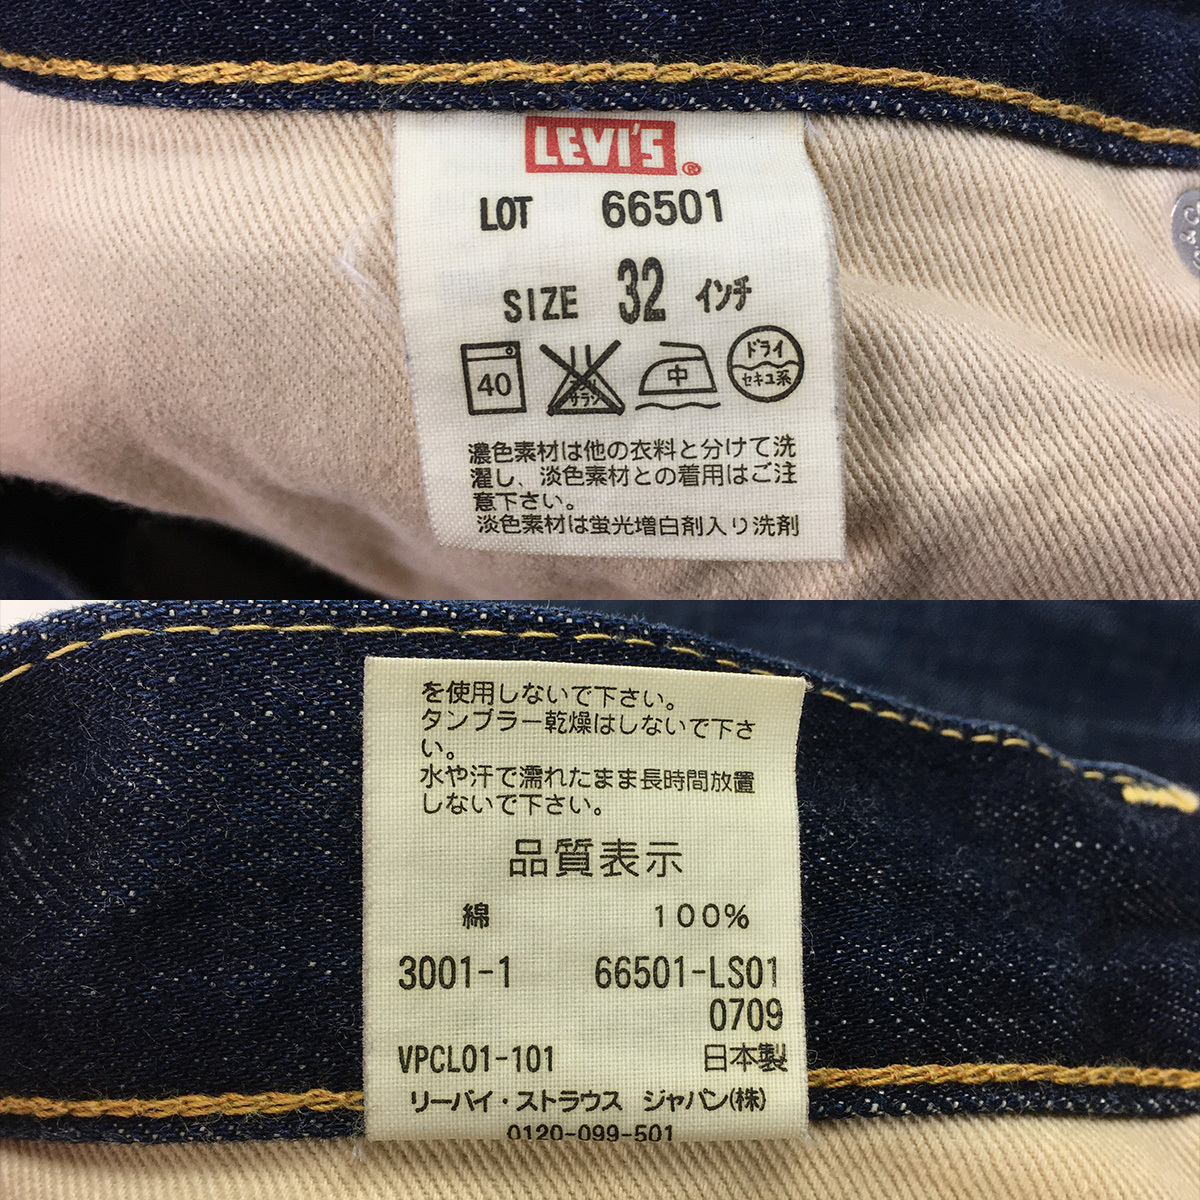 LEVI'S®
LOT 66501
SIZE 32 インチ
40
中
ドライ
セキユ系
濃色素材は他の衣料と分けて洗
濯し、淡色素材との着用はご注
意下さい。
淡色素材は蛍光増白剤入り洗剤
を使用しないで下さい。
タンブラー乾燥はしないで下さ
い。
水や汗で濡れたまま長時間放置
しないで下さい。
品質表示
綿 100%
3001-1 66501-LS01
0709
VPCL01-101 日本製
リーバイ・ストラウス ジャパン(株)
0120-099-501